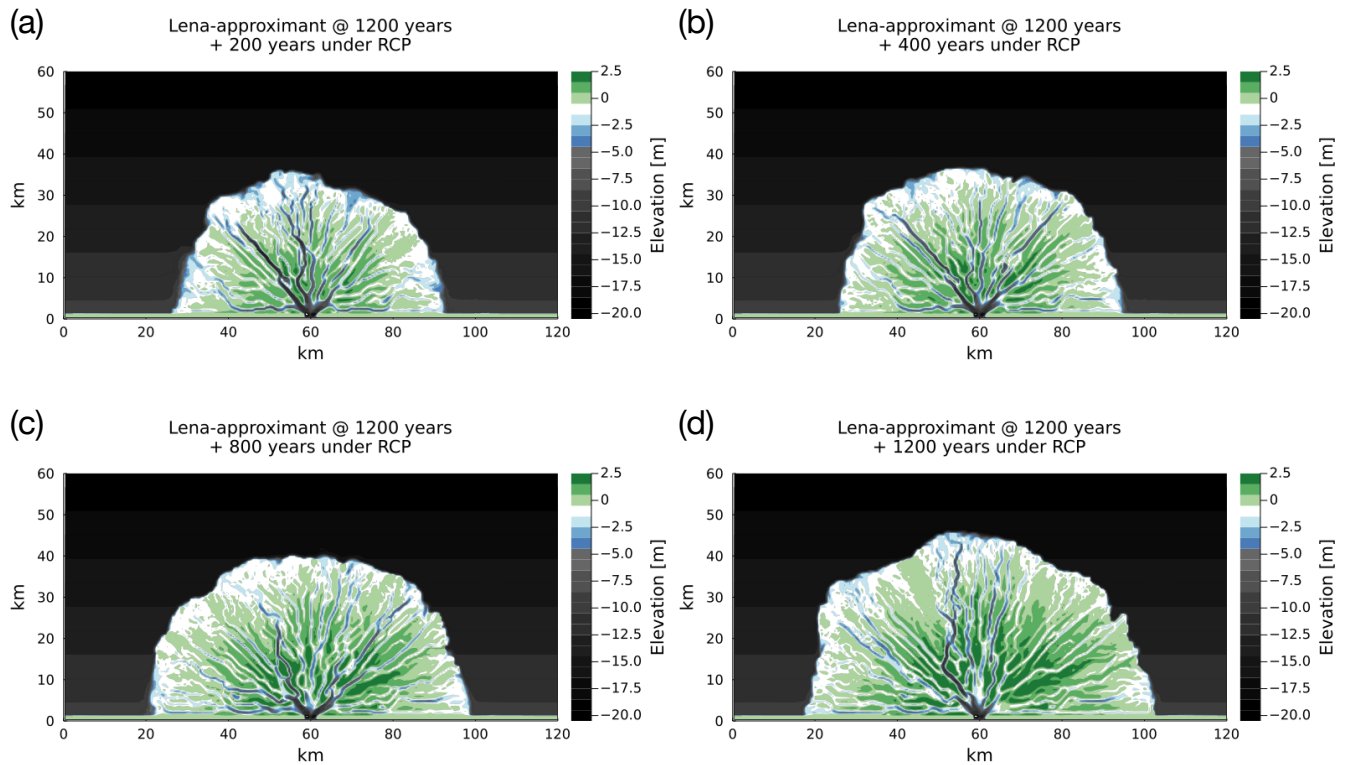 (a)
Lena-approximant @ 1200 years
+ 200 years under RCP
60
50
40
30
20
10
0
km
0 20 40 60 80 100 120
km
2.5
0
−2.5
−5.0
−7.5
−10.0
−12.5
−15.0
−17.5
−20.0
Elevation [m]
(b)
Lena-approximant @ 1200 years
+ 400 years under RCP
60
50
40
30
20
10
0
km
0 20 40 60 80 100 120
km
2.5
0
−2.5
−5.0
−7.5
−10.0
−12.5
−15.0
−17.5
−20.0
Elevation [m]
(c)
Lena-approximant @ 1200 years
+ 800 years under RCP
60
50
40
30
20
10
0
km
0 20 40 60 80 100 120
km
2.5
0
−2.5
−5.0
−7.5
−10.0
−12.5
−15.0
−17.5
−20.0
Elevation [m]
(d)
Lena-approximant @ 1200 years
+ 1200 years under RCP
60
50
40
30
20
10
0
km
0 20 40 60 80 100 120
km
2.5
0
−2.5
−5.0
−7.5
−10.0
−12.5
−15.0
−17.5
−20.0
Elevation [m]